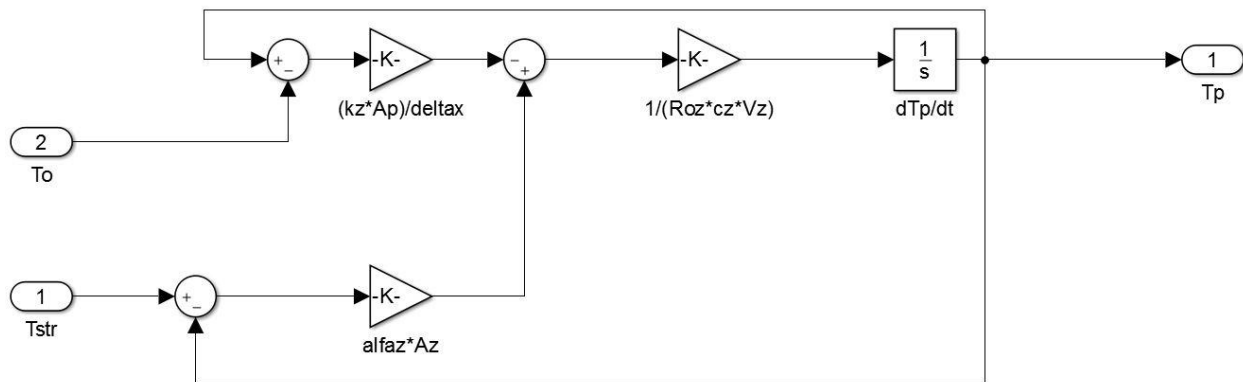 +
−
-K-
(kz*Ap)/deltax
−
+
-K-
1/(Roz*cz*Vz)
1
s
dTp/dt
1
Tp
2
To
1
Tstr
+
−
-K-
alfaz*Az